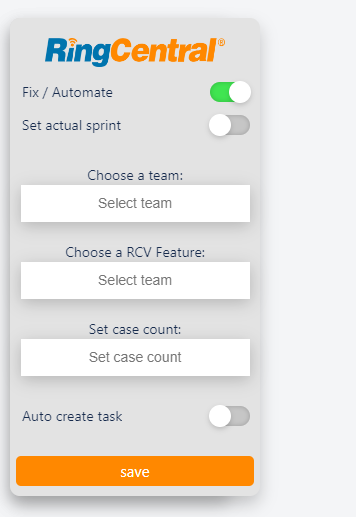 RingCentral®
Fix / Automate
Set actual sprint
Choose a team:
Select team
Choose a RCV Feature:
Select team
Set case count:
Set case count
Auto create task
save